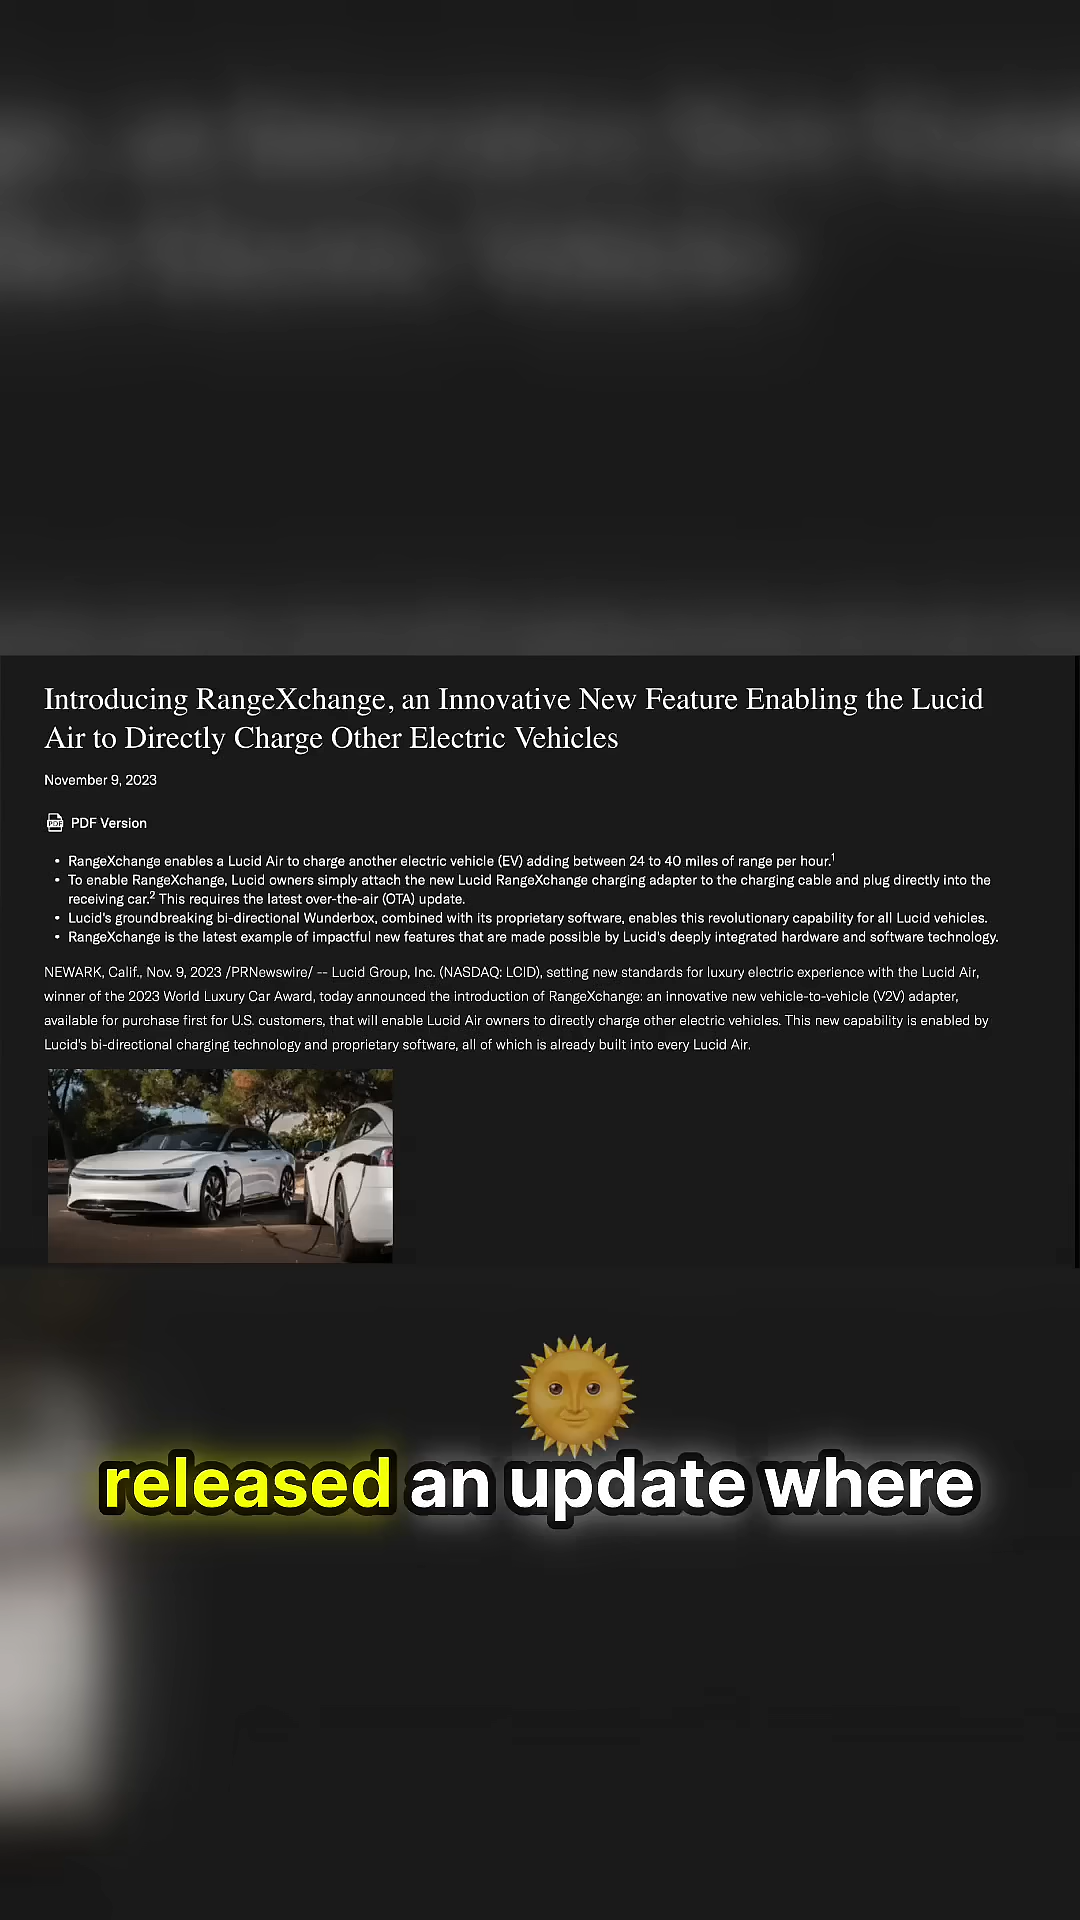 Introducing RangeXchange, an Innovative New Feature Enabling the Lucid
Air to Directly Charge Other Electric Vehicles
November 9, 2023
PDF Version
• RangeXchange enables a Lucid Air to charge another electric vehicle (EV) adding between 24 to 40 miles of range per hour.1
• To enable RangeXchange, Lucid owners simply attach the new Lucid RangeXchange charging adapter to the charging cable and plug directly into the
receiving car.2 This requires the latest over-the-air (OTA) update.
• Lucid's groundbreaking bi-directional Wunderbox, combined with its proprietary software, enables this revolutionary capability for all Lucid vehicles.
• RangeXchange is the latest example of impactful new features that are made possible by Lucid's deeply integrated hardware and software technology.
NEWARK, Calif., Nov. 9, 2023 /PRNewswire/ -- Lucid Group, Inc. (NASDAQ: LCID), setting new standards for luxury electric experience with the Lucid Air,
winner of the 2023 World Luxury Car Award, today announced the introduction of RangeXchange: an innovative new vehicle-to-vehicle (V2V) adapter,
available for purchase first for U.S. customers, that will enable Lucid Air owners to directly charge other electric vehicles. This new capability is enabled by
Lucid's bi-directional charging technology and proprietary software, all of which is already built into every Lucid Air.
released an update where